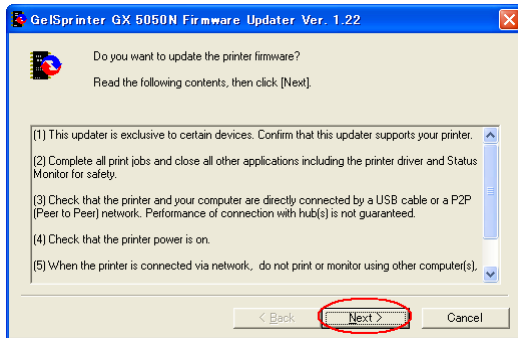 GelSprinter GX 5050N Firmware Updater Ver. 1.22
Do you want to update the printer firmware?
Read the following contents, then click [Next].
(1) This updater is exclusive to certain devices. Confirm that this updater supports your printer.
(2) Complete all print jobs and close all other applications including the printer driver and Status
Monitor for safety.
(3) Check that the printer and your computer are directly connected by a USB cable or a P2P
(Peer to Peer) network. Performance of connection with hub(s) is not guaranteed.
(4) Check that the printer power is on.
(5) When the printer is connected via network, do not print or monitor using other computer(s),
< Back
Next >
Cancel